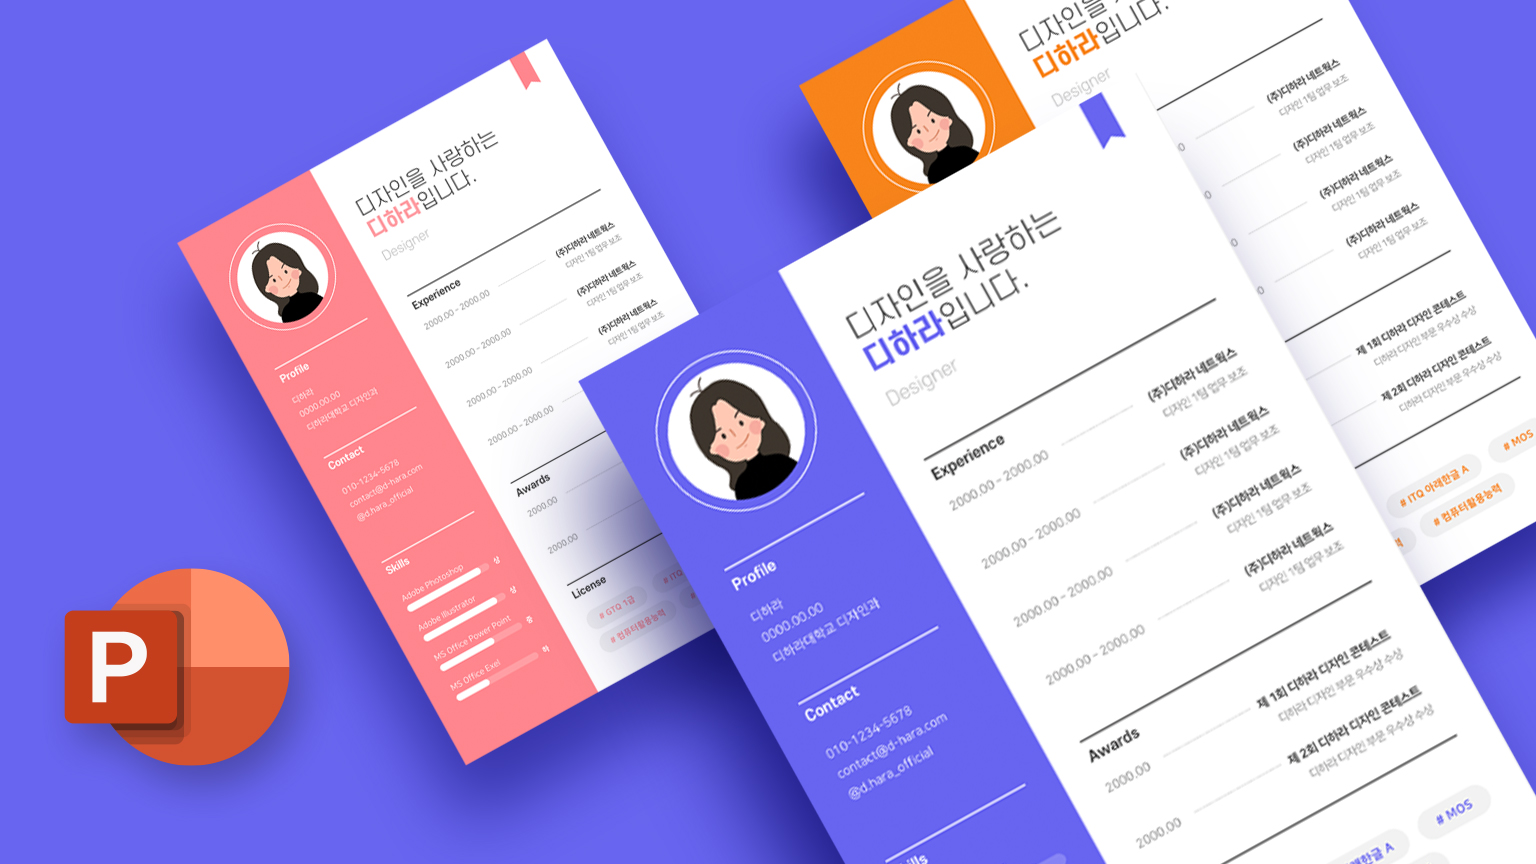 P
디자인을 사랑하는
디하라입니다.
Designer
Profile
디하라
0000.00.00
디하라대학교 디자인과
Contact
010-1234-5678
contact@d-hara.com
@d.hara_official
Skills
Adobe Photoshop 상
Adobe Illustrator 상
MS Office Power Point 중
MS Office Exel 하
Experience
2000.00 - 2000.00 (주)디하라 네트웍스
디자인 1팀 업무 보조
2000.00 - 2000.00 (주)디하라 네트웍스
디자인 1팀 업무 보조
2000.00 - 2000.00 (주)디하라 네트웍스
디자인 1팀 업무 보조
2000.00 - 2000.00
Awards
2000.00
2000.00
License
# GTQ 1급
# ITQ
# 컴퓨터활용능력
디자인을 사랑하는
디하라입니다.
Designer
Profile
디하라
0000.00.00
디하라대학교 디자인과
Contact
010-1234-5678
contact@d-hara.com
@d.hara_official
Experience
2000.00 - 2000.00 (주)디하라 네트웍스
디자인 1팀 업무 보조
2000.00 - 2000.00 (주)디하라 네트웍스
디자인 1팀 업무 보조
2000.00 - 2000.00 (주)디하라 네트웍스
디자인 1팀 업무 보조
2000.00 - 2000.00 (주)디하라 네트웍스
디자인 1팀 업무 보조
Awards
2000.00 제 1회 디하라 디자인 콘테스트
디하라 디자인 부문 우수상 수상
2000.00 제 2회 디하라 디자인 콘테스트
디하라 디자인 부문 우수상 수상
# MOS
디자인을 사랑하는
디하라입니다.
Designer
(주)디하라 네트웍스
디자인 1팀 업무 보조
(주)디하라 네트웍스
디자인 1팀 업무 보조
(주)디하라 네트웍스
디자인 1팀 업무 보조
(주)디하라 네트웍스
디자인 1팀 업무 보조
제 1회 디하라 디자인 콘테스트
디하라 디자인 부문 우수상 수상
제 2회 디하라 디자인 콘테스트
디하라 디자인 부문 우수상 수상
# ITQ 아래한글 A
# MOS
# 컴퓨터활용능력